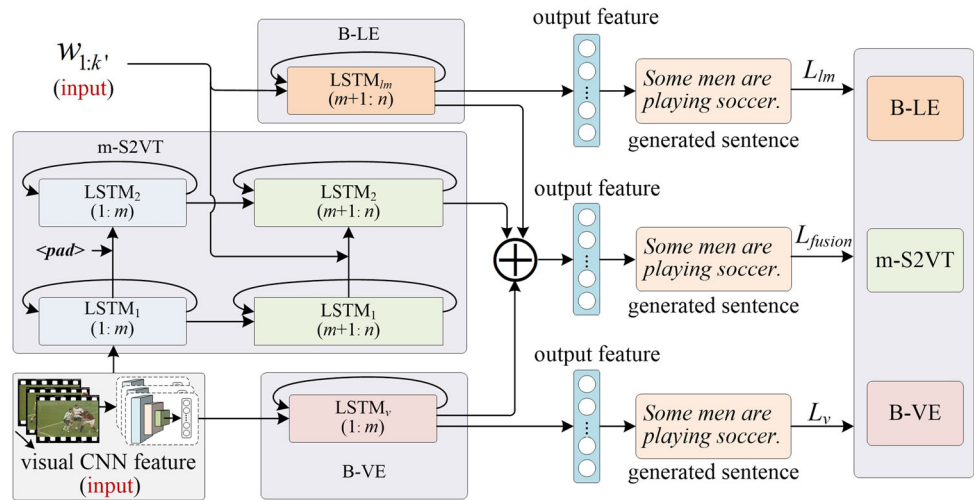 B-LE
w1:k'
(input)
LSTMlm
(m+1: n)
m-S2VT
LSTM2
(1: m)
LSTM2
(m+1: n)
<pad>
LSTM1
(1: m)
LSTM1
(m+1: n)
visual CNN feature
(input)
LSTMv
(1: m)
B-VE
output feature
Some men are
playing soccer.
generated sentence
Llm
output feature
Some men are
playing soccer.
generated sentence
Lfusion
output feature
Some men are
playing soccer.
generated sentence
Lv
B-LE
m-S2VT
B-VE